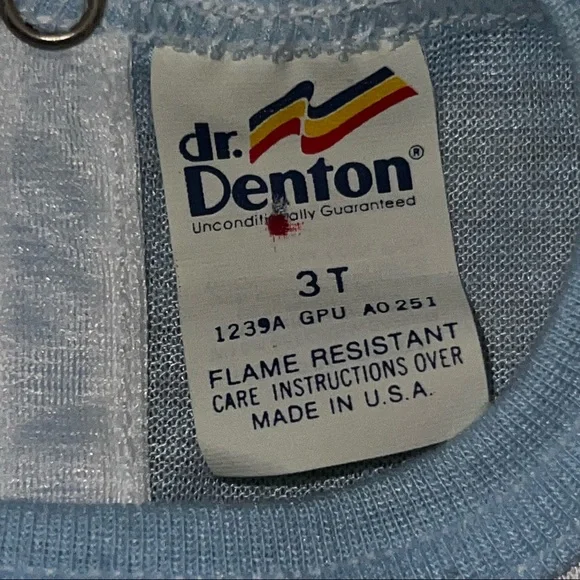 dr.
Denton®
Unconditionally Guaranteed
3T
1239A GPU A0251
FLAME RESISTANT
CARE INSTRUCTIONS OVER
MADE IN U.S.A.